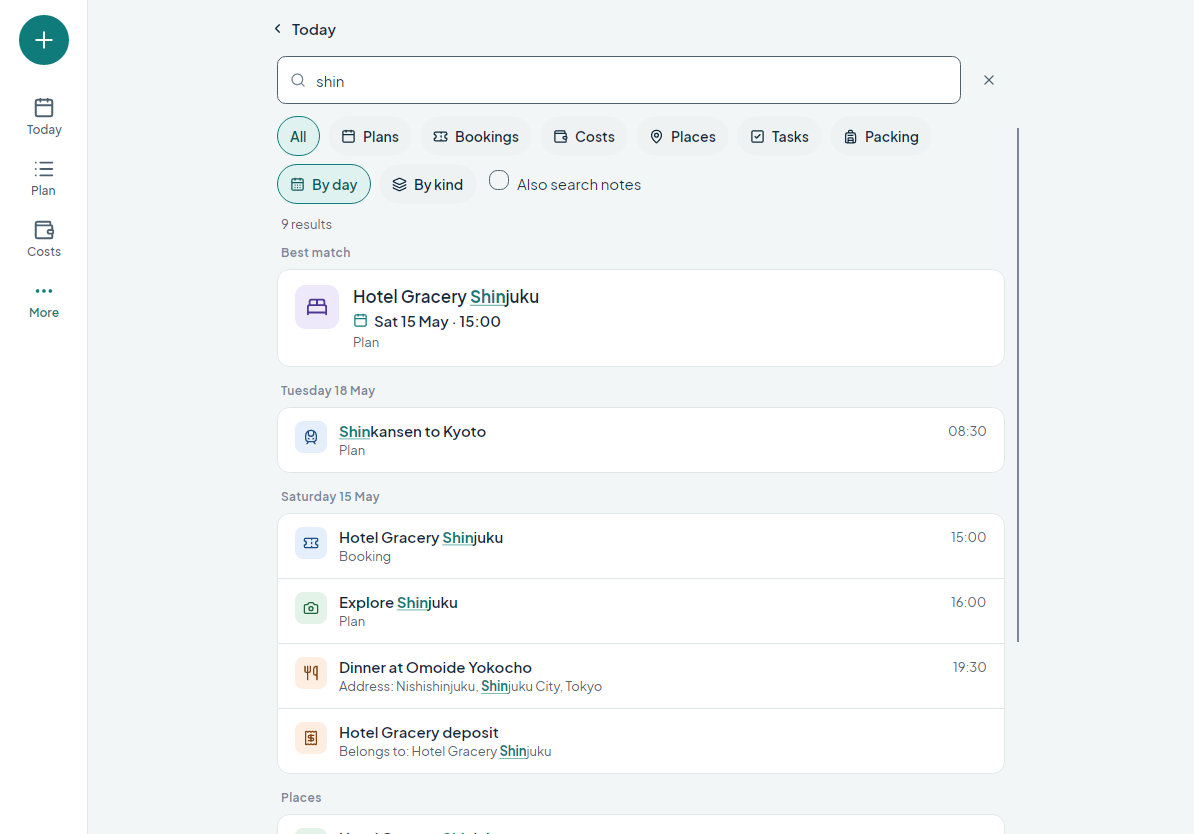 Today
shin
All
Plans
Bookings
Costs
Places
Tasks
Packing
By day
By kind
Also search notes
9 results
Best match
Hotel Gracery Shinjuku
Sat 15 May · 15:00
Plan
Tuesday 18 May
Shinkansen to Kyoto
08:30
Plan
Saturday 15 May
Hotel Gracery Shinjuku
15:00
Booking
Explore Shinjuku
16:00
Plan
Dinner at Omoide Yokocho
19:30
Address: Nishishinjuku, Shinjuku City, Tokyo
Hotel Gracery deposit
Belongs to: Hotel Gracery Shinjuku
Places
Today
Plan
Costs
More